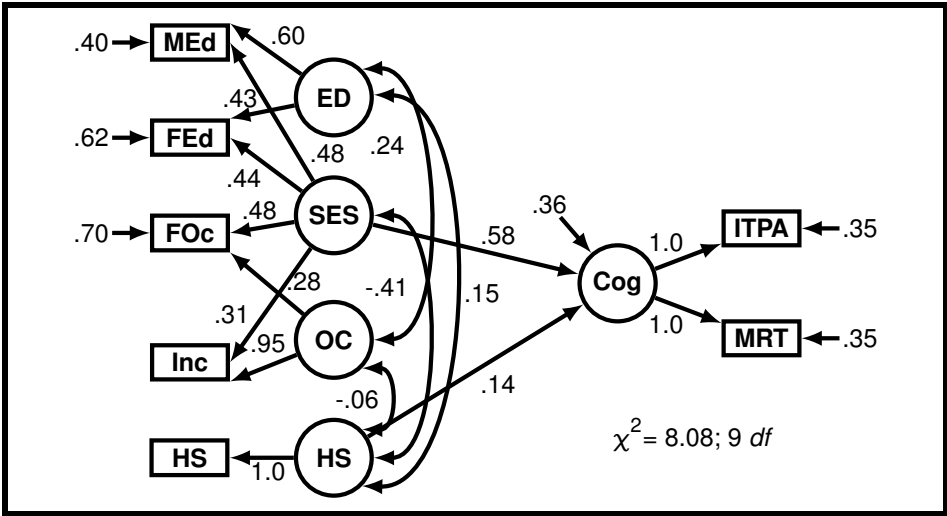 .40
MEd
.60
ED
.43
.62
FEd
.48
.24
.44
SES
.48
.70
FOc
.58
.36
ITPA
.35
1.0
Cog
.28
-.41
.15
.31
OC
.95
Inc
1.0
MRT
.35
-.06
.14
χ2= 8.08; 9 df
HS
1.0
HS